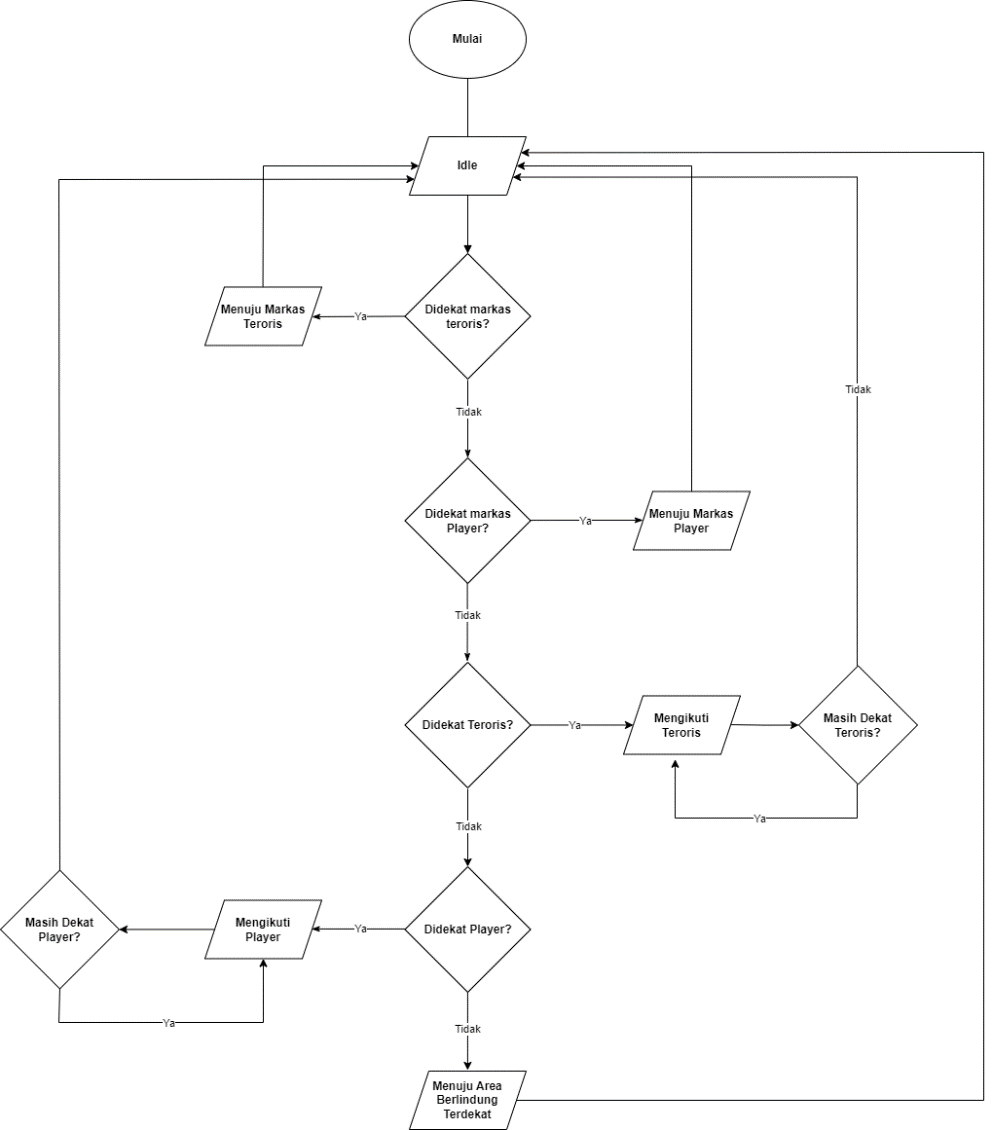 Mulai
Idle
Didekat markas
teroris?
Ya
Menuju Markas
Teroris
Tidak
Tidak
Didekat markas
Player?
Ya
Menuju Markas
Player
Tidak
Didekat Teroris?
Ya
Mengikuti
Teroris
Masih Dekat
Teroris?
Ya
Tidak
Didekat Player?
Ya
Mengikuti
Player
Masih Dekat
Player?
Ya
Tidak
Menuju Area
Berlindung
Terdekat